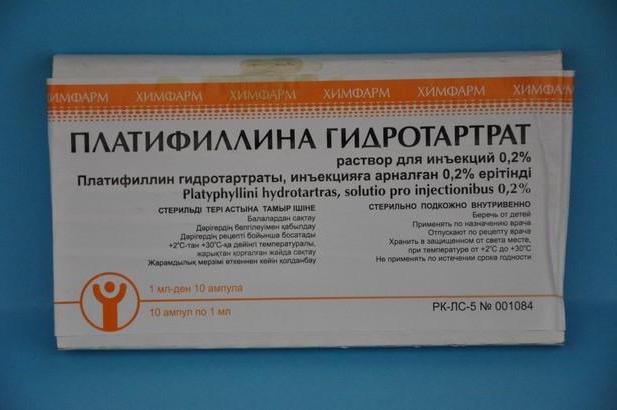 ХИМФАРМ ХИМФАРМ ХИМФАРМ ХИМФАРМ ХИМФАРМ ХИМФАРМ
ПЛАТИФИЛЛИНА ГИДРОТАРТРАТ
раствор для инъекций 0,2%
Платифиллин гидротартраты, инъекцияға арналған 0,2% ерітінді
Platyphyllini hydrotartras, solutio pro injectionibus 0,2%
СТЕРИЛЬДІ ТЕРІ АСТЫНА ТАМЫР ІШІНЕ
Балалардан сақтау
Дәрігердің белгілеуімен қабылдау
Дәрігердің рецепті бойынша босатады
+2°С-тан +30°С-қа дейінгі температуралы,
жарықтан қорғалған жайда сақтау
Жарамдылық мерзімі өткеннен кейін қолданбау
СТЕРИЛЬНО ПОДКОЖНО ВНУТРИВЕННО
Беречь от детей
Применять по назначению врача
Отпускают по рецепту врача
Хранить в защищенном от света месте,
при температуре от +2°С до +30°С
Не применять по истечении срока годности
1 мл-ден 10 ампула
10 ампул по 1 мл
РК-ЛС-5 № 001084